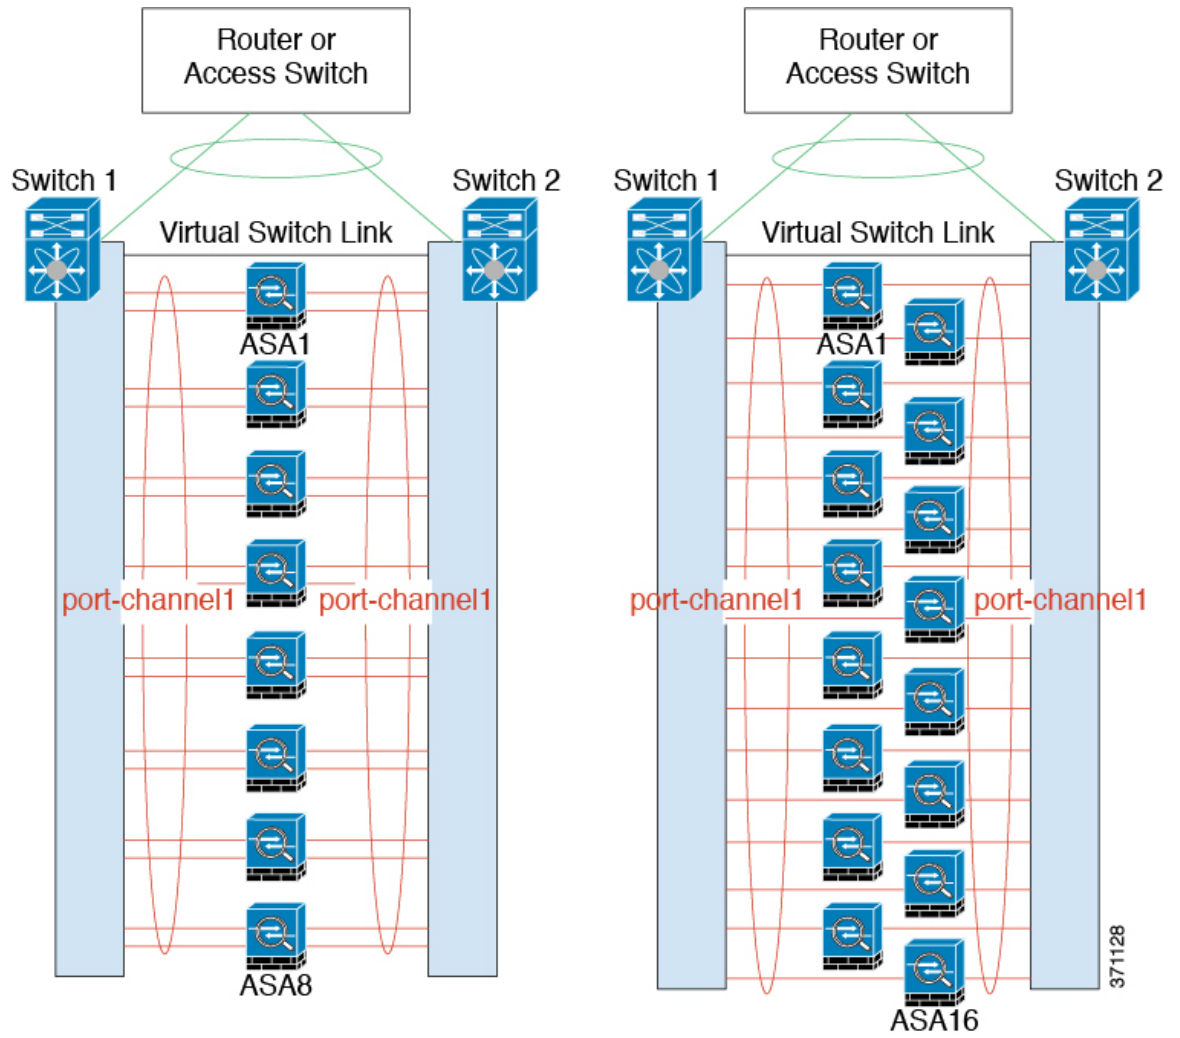 Router or
Access Switch
Switch 1
Switch 2
Virtual Switch Link
ASA1
port-channel1
port-channel1
ASA8
Router or
Access Switch
Switch 1
Switch 2
Virtual Switch Link
ASA1
port-channel1
port-channel1
ASA16
371128